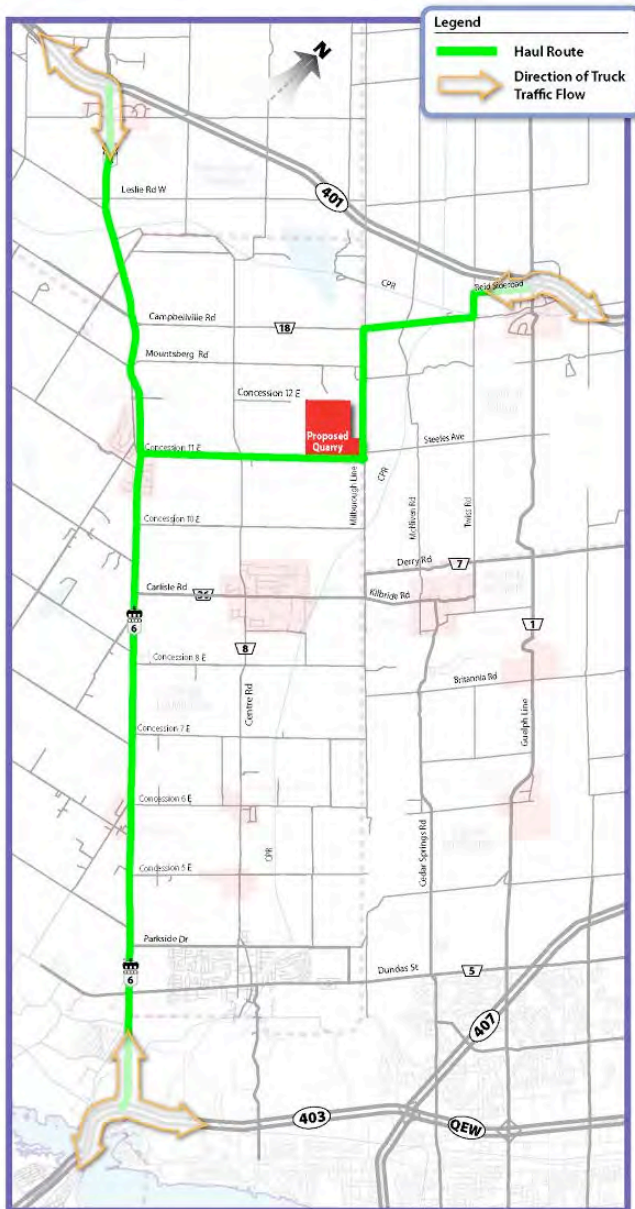 Legend
Haul Route
Direction of Truck
Traffic Flow
N
Leslie Rd W
401
CPR
Reid Sideroad
Campbellville Rd
18
Mountsberg Rd
Concession 12 E
Proposed
Quarry
Concession 11 E
Steeles Ave
Milborough Line
CPR
McNiven Rd
Twiss Rd
Concession 10 E
Derry Rd
7
Carlisle Rd
Kilbride Rd
6
8
1
Concession 8 E
Centre Rd
Britannia Rd
Guelph Line
Concession 7 E
Concession 6 E
CPR
Cedar Springs Rd
Concession 5 E
Parkside Dr
6
Dundas St
5
407
403
QEW